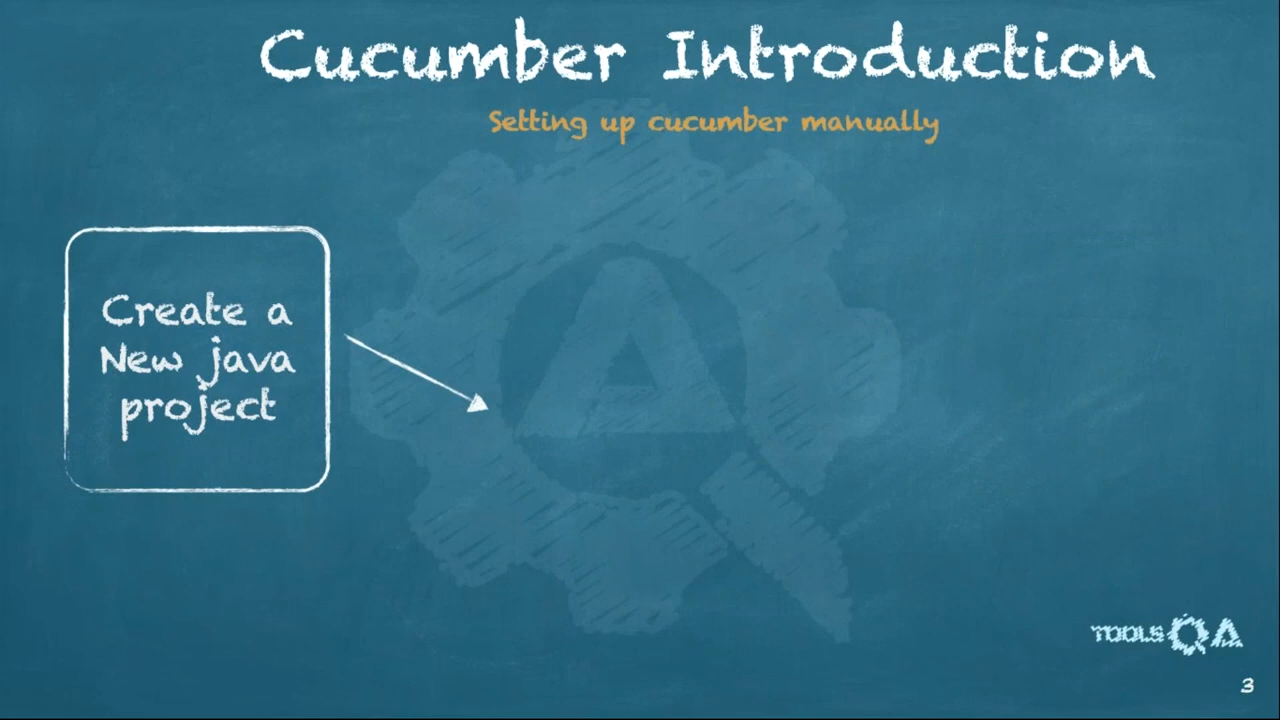 Cucumber Introduction
Setting up cucumber manually
Create a
New java
project
TOOLS QA
3